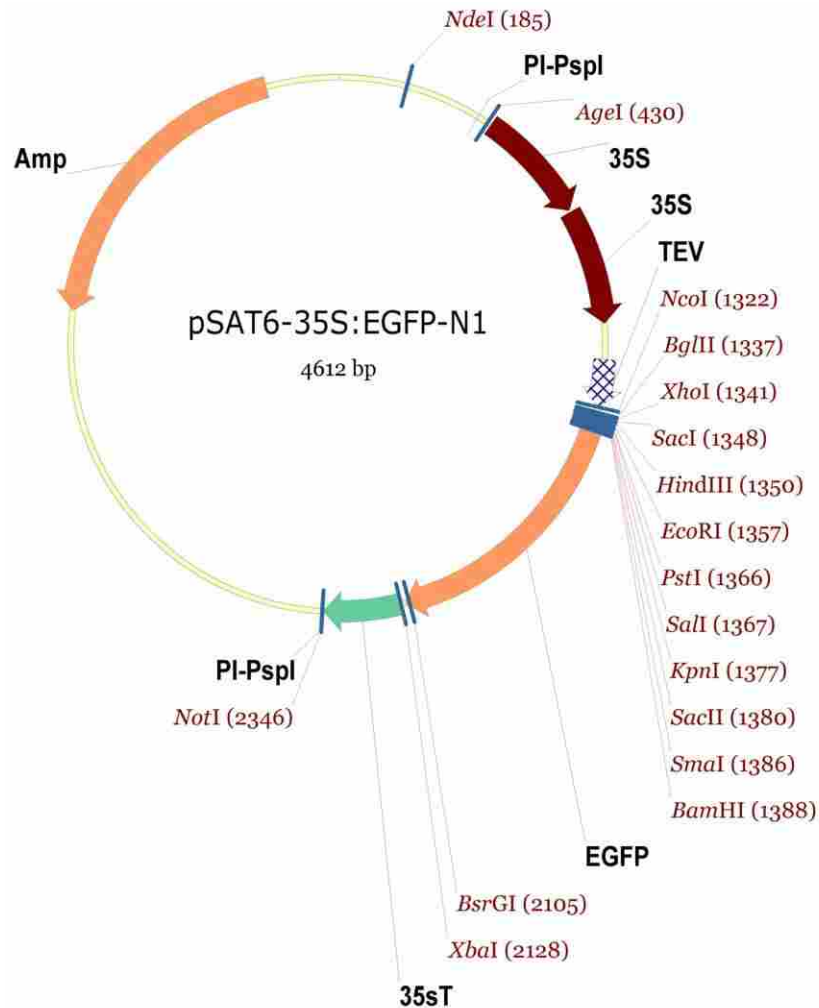 NdeI (185)
PI-PspI
AgeI (430)
35S
Amp
35S
TEV
NcoI (1322)
pSAT6-35S:EGFP-N1
BglII (1337)
4612 bp
XhoI (1341)
SacI (1348)
HindIII (1350)
EcoRI (1357)
PstI (1366)
SalI (1367)
PI-PspI
KpnI (1377)
NotI (2346)
SacII (1380)
SmaI (1386)
BamHI (1388)
EGFP
BsrGI (2105)
XbaI (2128)
35sT